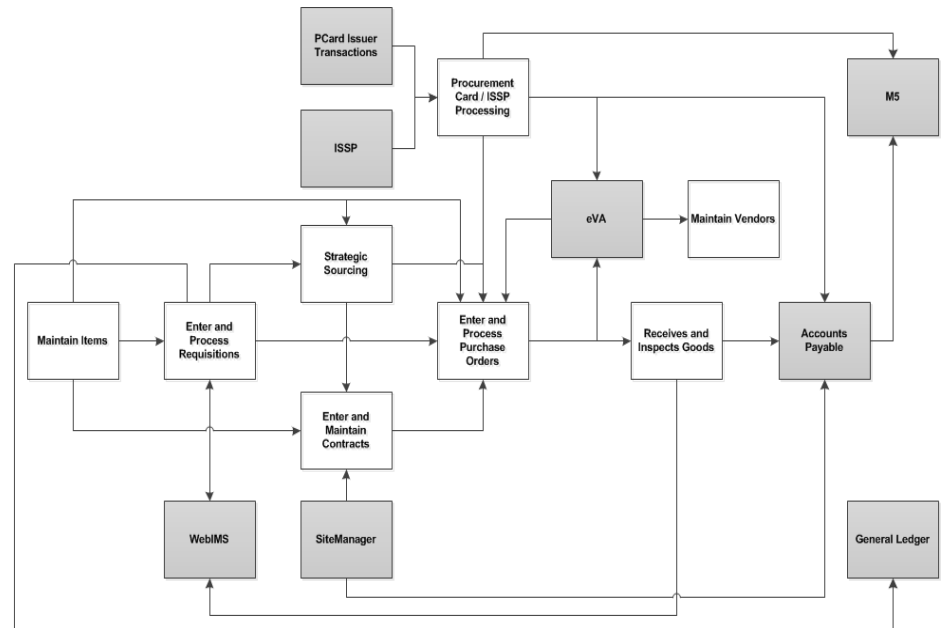 PCard Issuer
Transactions
Procurement
Card / ISSP
Processing
M5
ISSP
eVA
Maintain Vendors
Strategic
Sourcing
Maintain Items
Enter and
Process
Requisitions
Enter and
Process
Purchase
Orders
Receives and
Inspects Goods
Accounts
Payable
Enter and
Maintain
Contracts
WebIMS
SiteManager
General Ledger